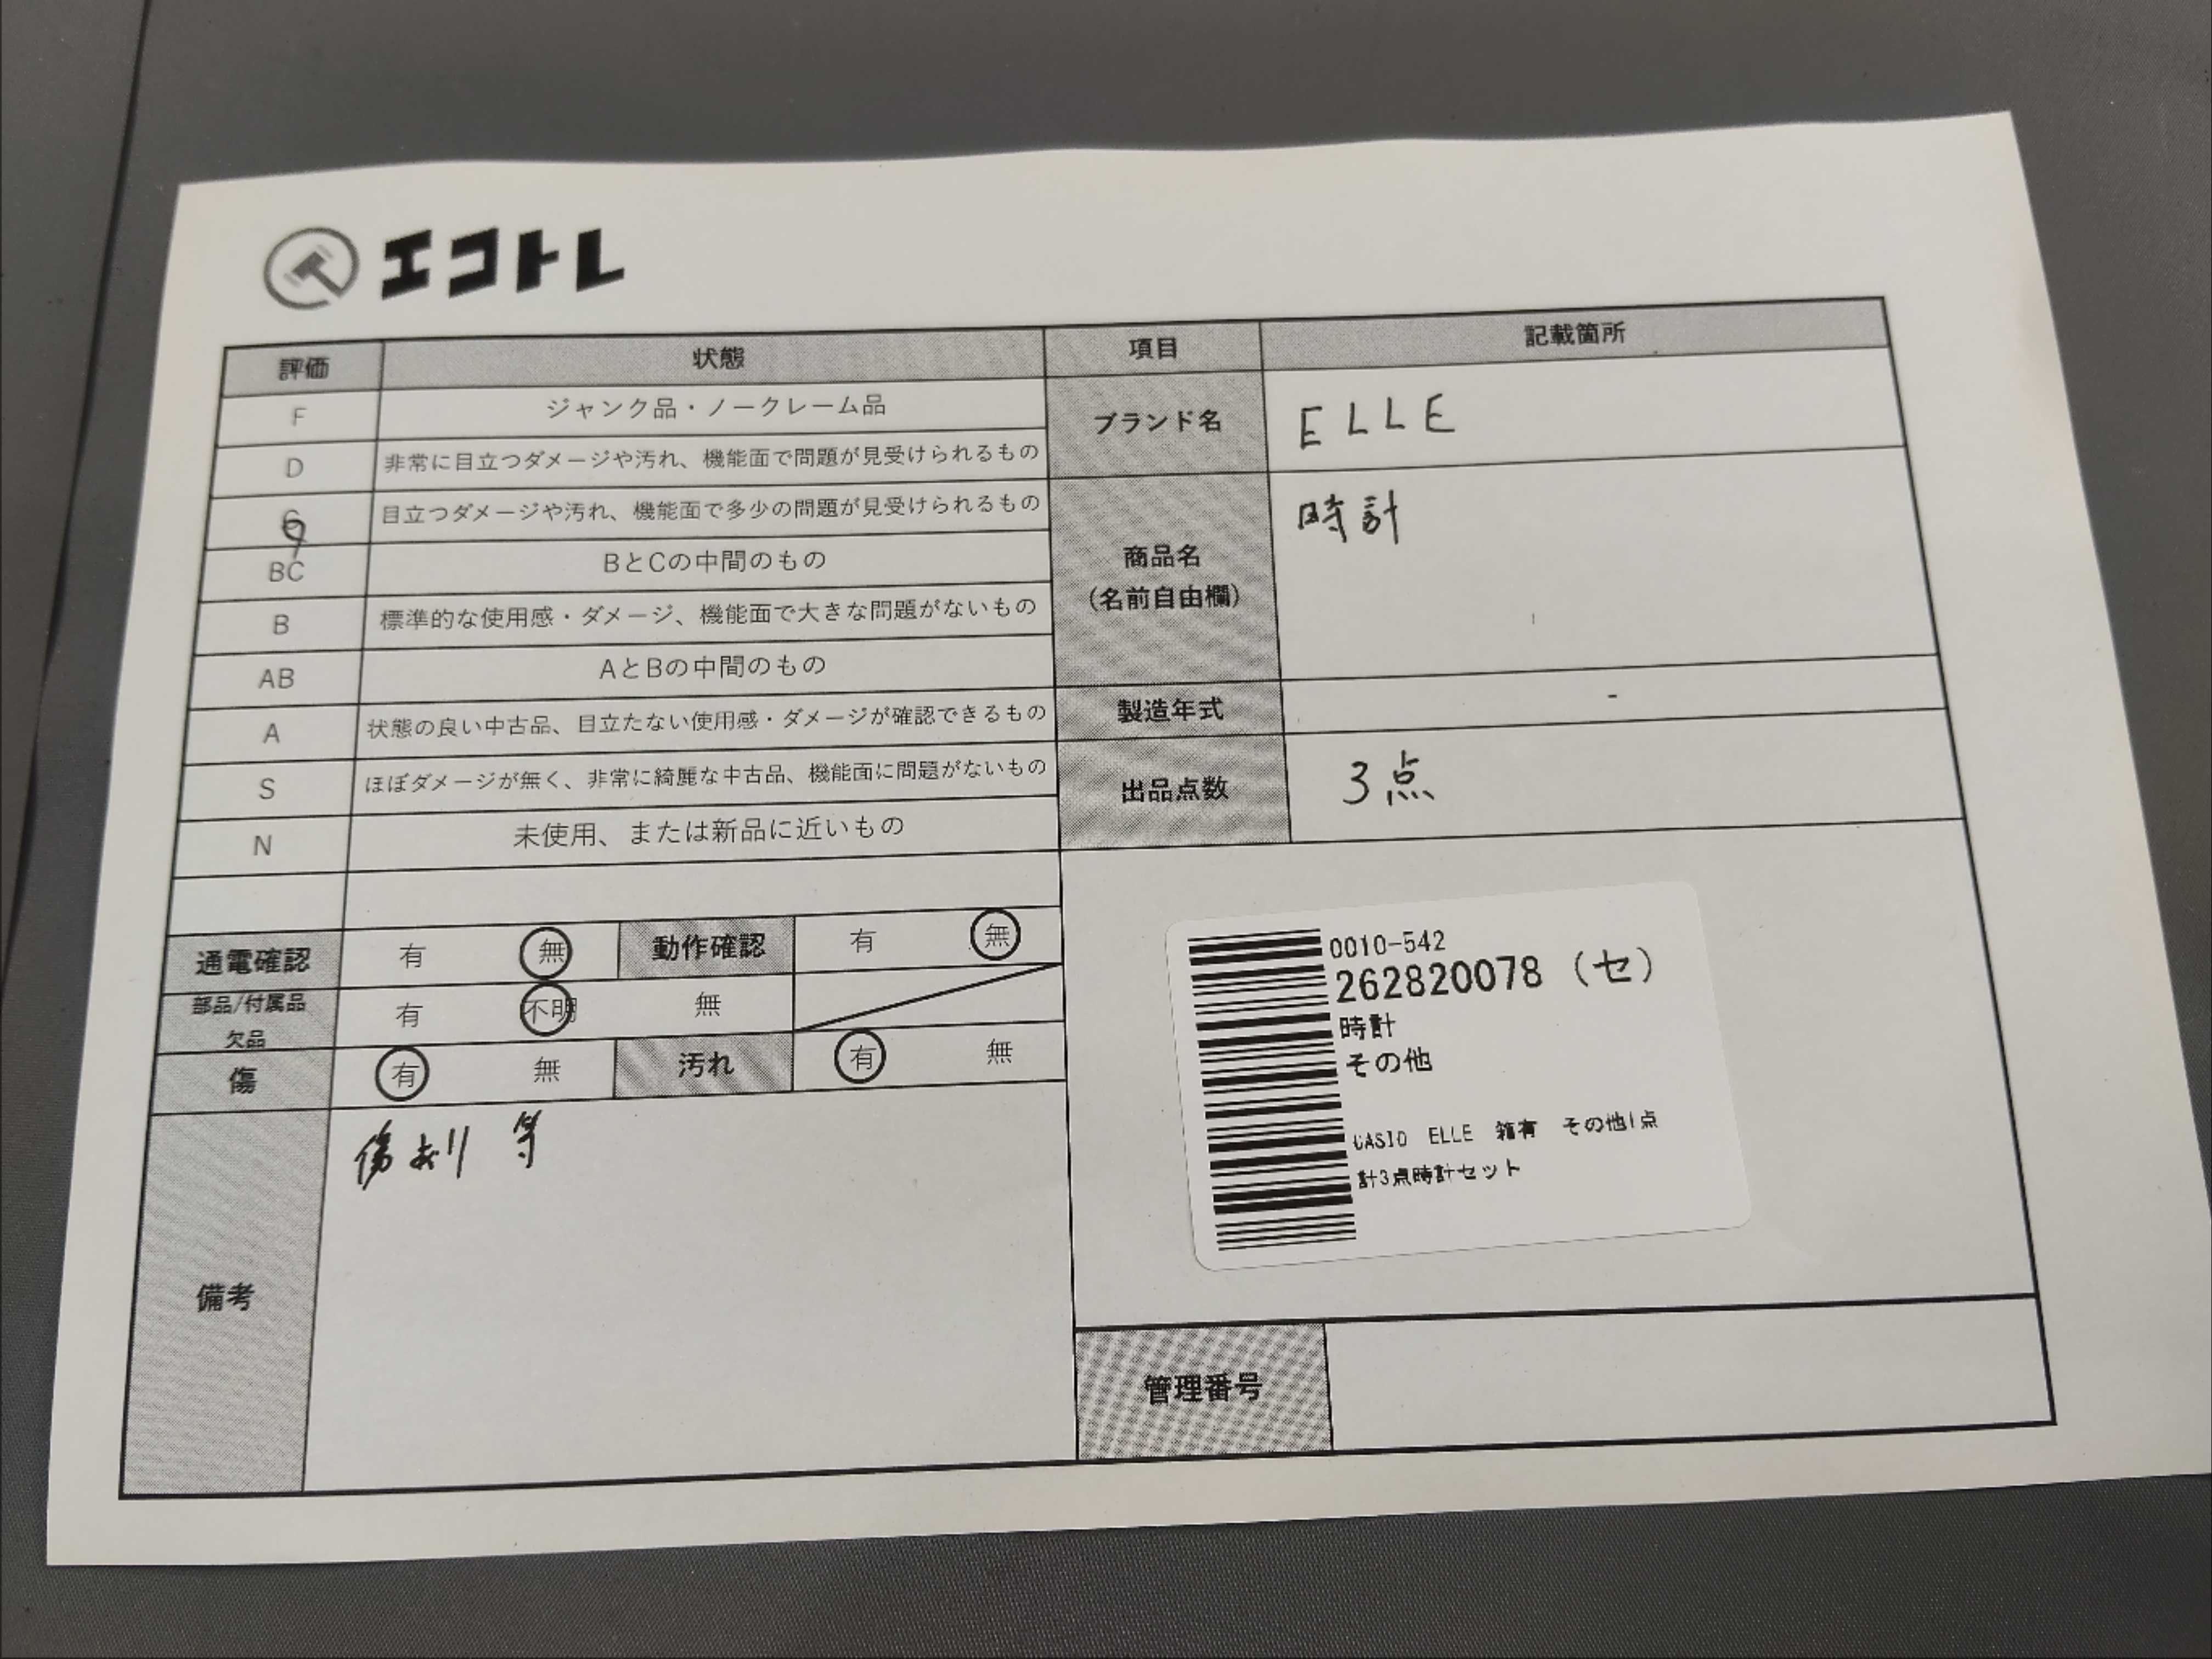 エコトレ
評価 状態 項目 記載箇所
F ジャンク品・ノークレーム品
D 非常に目立つダメージや汚れ、機能面で問題が見受けられるもの
C 目立つダメージや汚れ、機能面で多少の問題が見受けられるもの
BC BとCの中間のもの
B 標準的な使用感・ダメージ、機能面で大きな問題がないもの
AB AとBの中間のもの
A 状態の良い中古品、目立たない使用感・ダメージが確認できるもの
S ほぼダメージが無く、非常に綺麗な中古品、機能面に問題がないもの
N 未使用、または新品に近いもの
ブランド名 ELLE
商品名 時計
(名前自由欄)
製造年式 -
出品点数 3点
通電確認 有 無 動作確認 有 無
部品/付属品 有 不明 無
欠品
傷 有 無 汚れ 有 無
備考 傷あり 等
0010-542
262820078 (セ)
時計
その他
CASIO ELLE 箱有 その他1点
計3点時計セット
管理番号